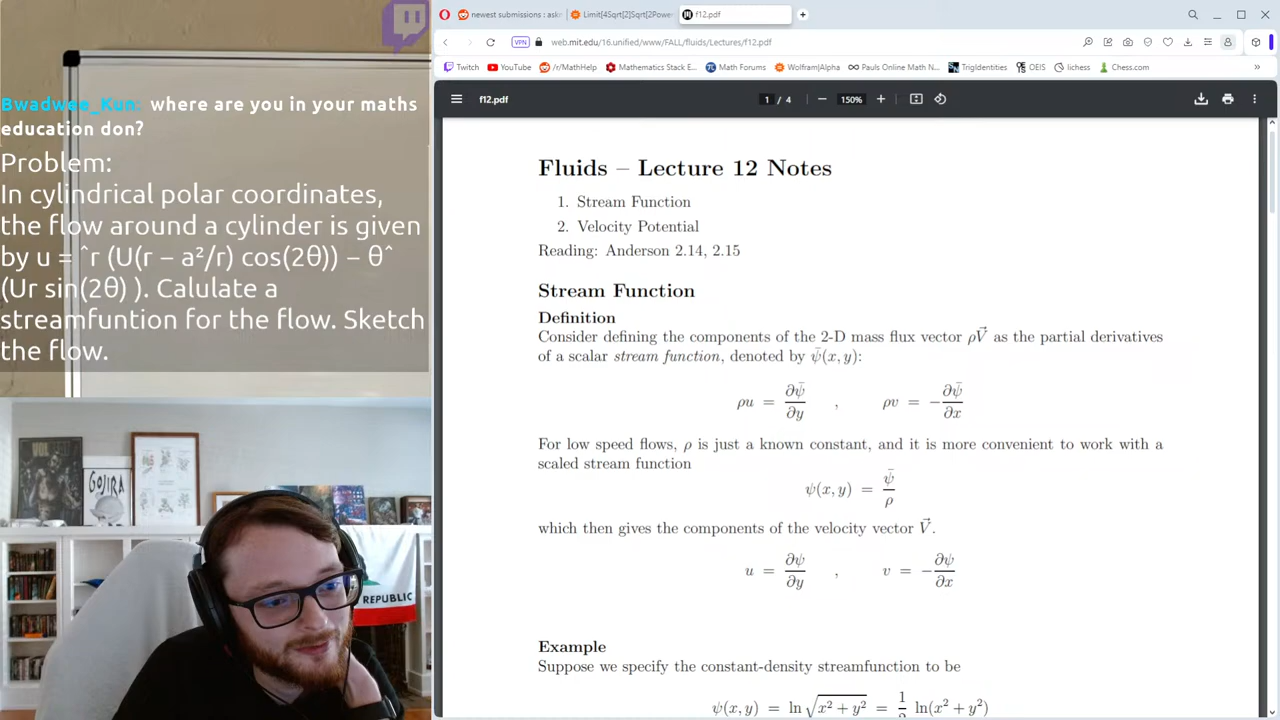 newest submissions : ask
Limit[4Sqrt[2]Sqrt[2Power
f12.pdf
VPN
web.mit.edu/16.unified/www/FALL/fluids/Lectures/f12.pdf
Twitch
YouTube
/r/MathHelp
Mathematics Stack E...
Math Forums
Wolfram|Alpha
Pauls Online Math N...
TrigIdentities
OEIS
lichess
Chess.com
»
f12.pdf
1 / 4
150%
Bwadwee_Kun: where are you in your maths
education don?
Problem:
In cylindrical polar coordinates,
the flow around a cylinder is given
by u = ˆr (U(r − a²/r) cos(2θ)) − θˆ
(Ur sin(2θ) ). Calulate a
streamfuntion for the flow. Sketch
the flow.
GOJIRA
REPUBLIC
Fluids – Lecture 12 Notes
1. Stream Function
2. Velocity Potential
Reading: Anderson 2.14, 2.15
Stream Function
Definition
Consider defining the components of the 2-D mass flux vector ρV⃗ as the partial derivatives
of a scalar stream function, denoted by ψ̄(x, y):
ρu = ∂ψ̄/∂y , ρv = −∂ψ̄/∂x
For low speed flows, ρ is just a known constant, and it is more convenient to work with a
scaled stream function
ψ(x, y) = ψ̄/ρ
which then gives the components of the velocity vector V⃗.
u = ∂ψ/∂y , v = −∂ψ/∂x
Example
Suppose we specify the constant-density streamfunction to be
ψ(x, y) = ln √(x² + y²) = 1/2 ln(x² + y²)